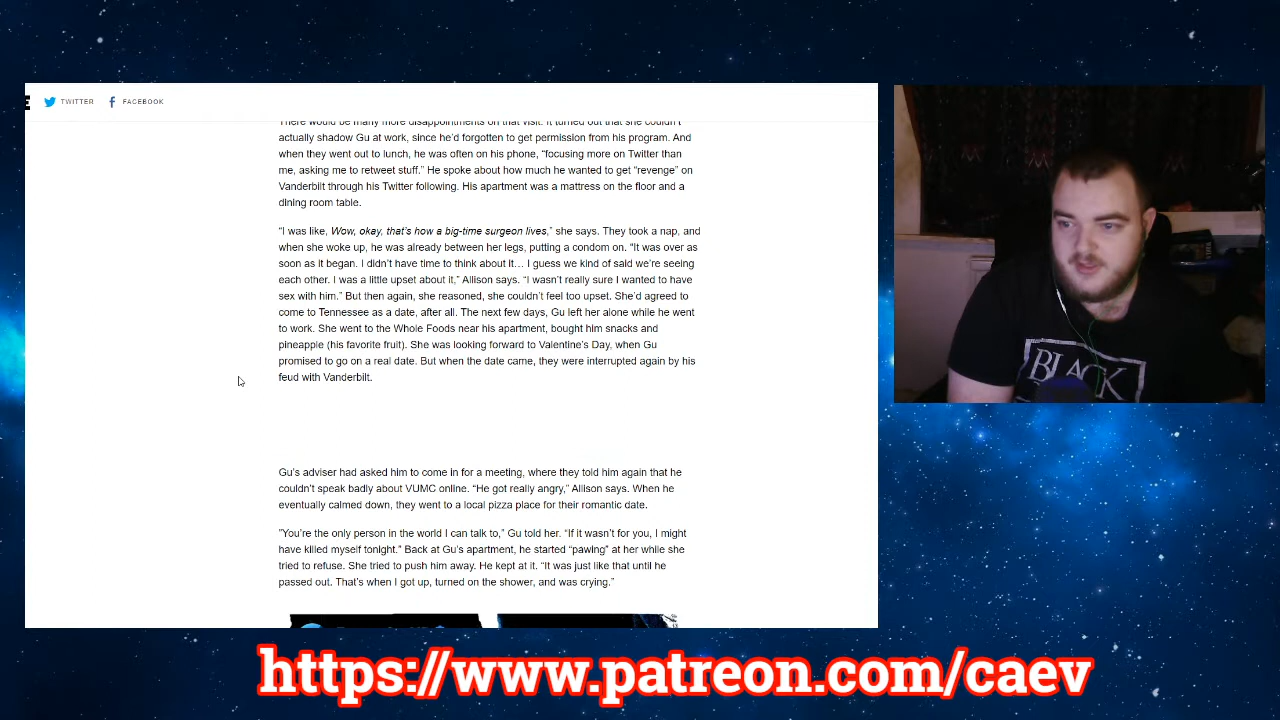 TWITTER FACEBOOK
There would be many more disappointments on that visit. It turned out that she couldn't
actually shadow Gu at work, since he'd forgotten to get permission from his program. And
when they went out to lunch, he was often on his phone, “focusing more on Twitter than
me, asking me to retweet stuff.” He spoke about how much he wanted to get “revenge” on
Vanderbilt through his Twitter following. His apartment was a mattress on the floor and a
dining room table.
“I was like, Wow, okay, that’s how a big-time surgeon lives,” she says. They took a nap, and
when she woke up, he was already between her legs, putting a condom on. “It was over as
soon as it began. I didn’t have time to think about it… I guess we kind of said we’re seeing
each other. I was a little upset about it,” Allison says. “I wasn’t really sure I wanted to have
sex with him.” But then again, she reasoned, she couldn’t feel too upset. She’d agreed to
come to Tennessee as a date, after all. The next few days, Gu left her alone while he went
to work. She went to the Whole Foods near his apartment, bought him snacks and
pineapple (his favorite fruit). She was looking forward to Valentine’s Day, when Gu
promised to go on a real date. But when the date came, they were interrupted again by his
feud with Vanderbilt.
Gu’s adviser had asked him to come in for a meeting, where they told him again that he
couldn’t speak badly about VUMC online. “He got really angry,” Allison says. When he
eventually calmed down, they went to a local pizza place for their romantic date.
“You’re the only person in the world I can talk to,” Gu told her. “If it wasn’t for you, I might
have killed myself tonight.” Back at Gu’s apartment, he started “pawing” at her while she
tried to refuse. She tried to push him away. He kept at it. “It was just like that until he
passed out. That’s when I got up, turned on the shower, and was crying.”
BLACK
https://www.patreon.com/caev